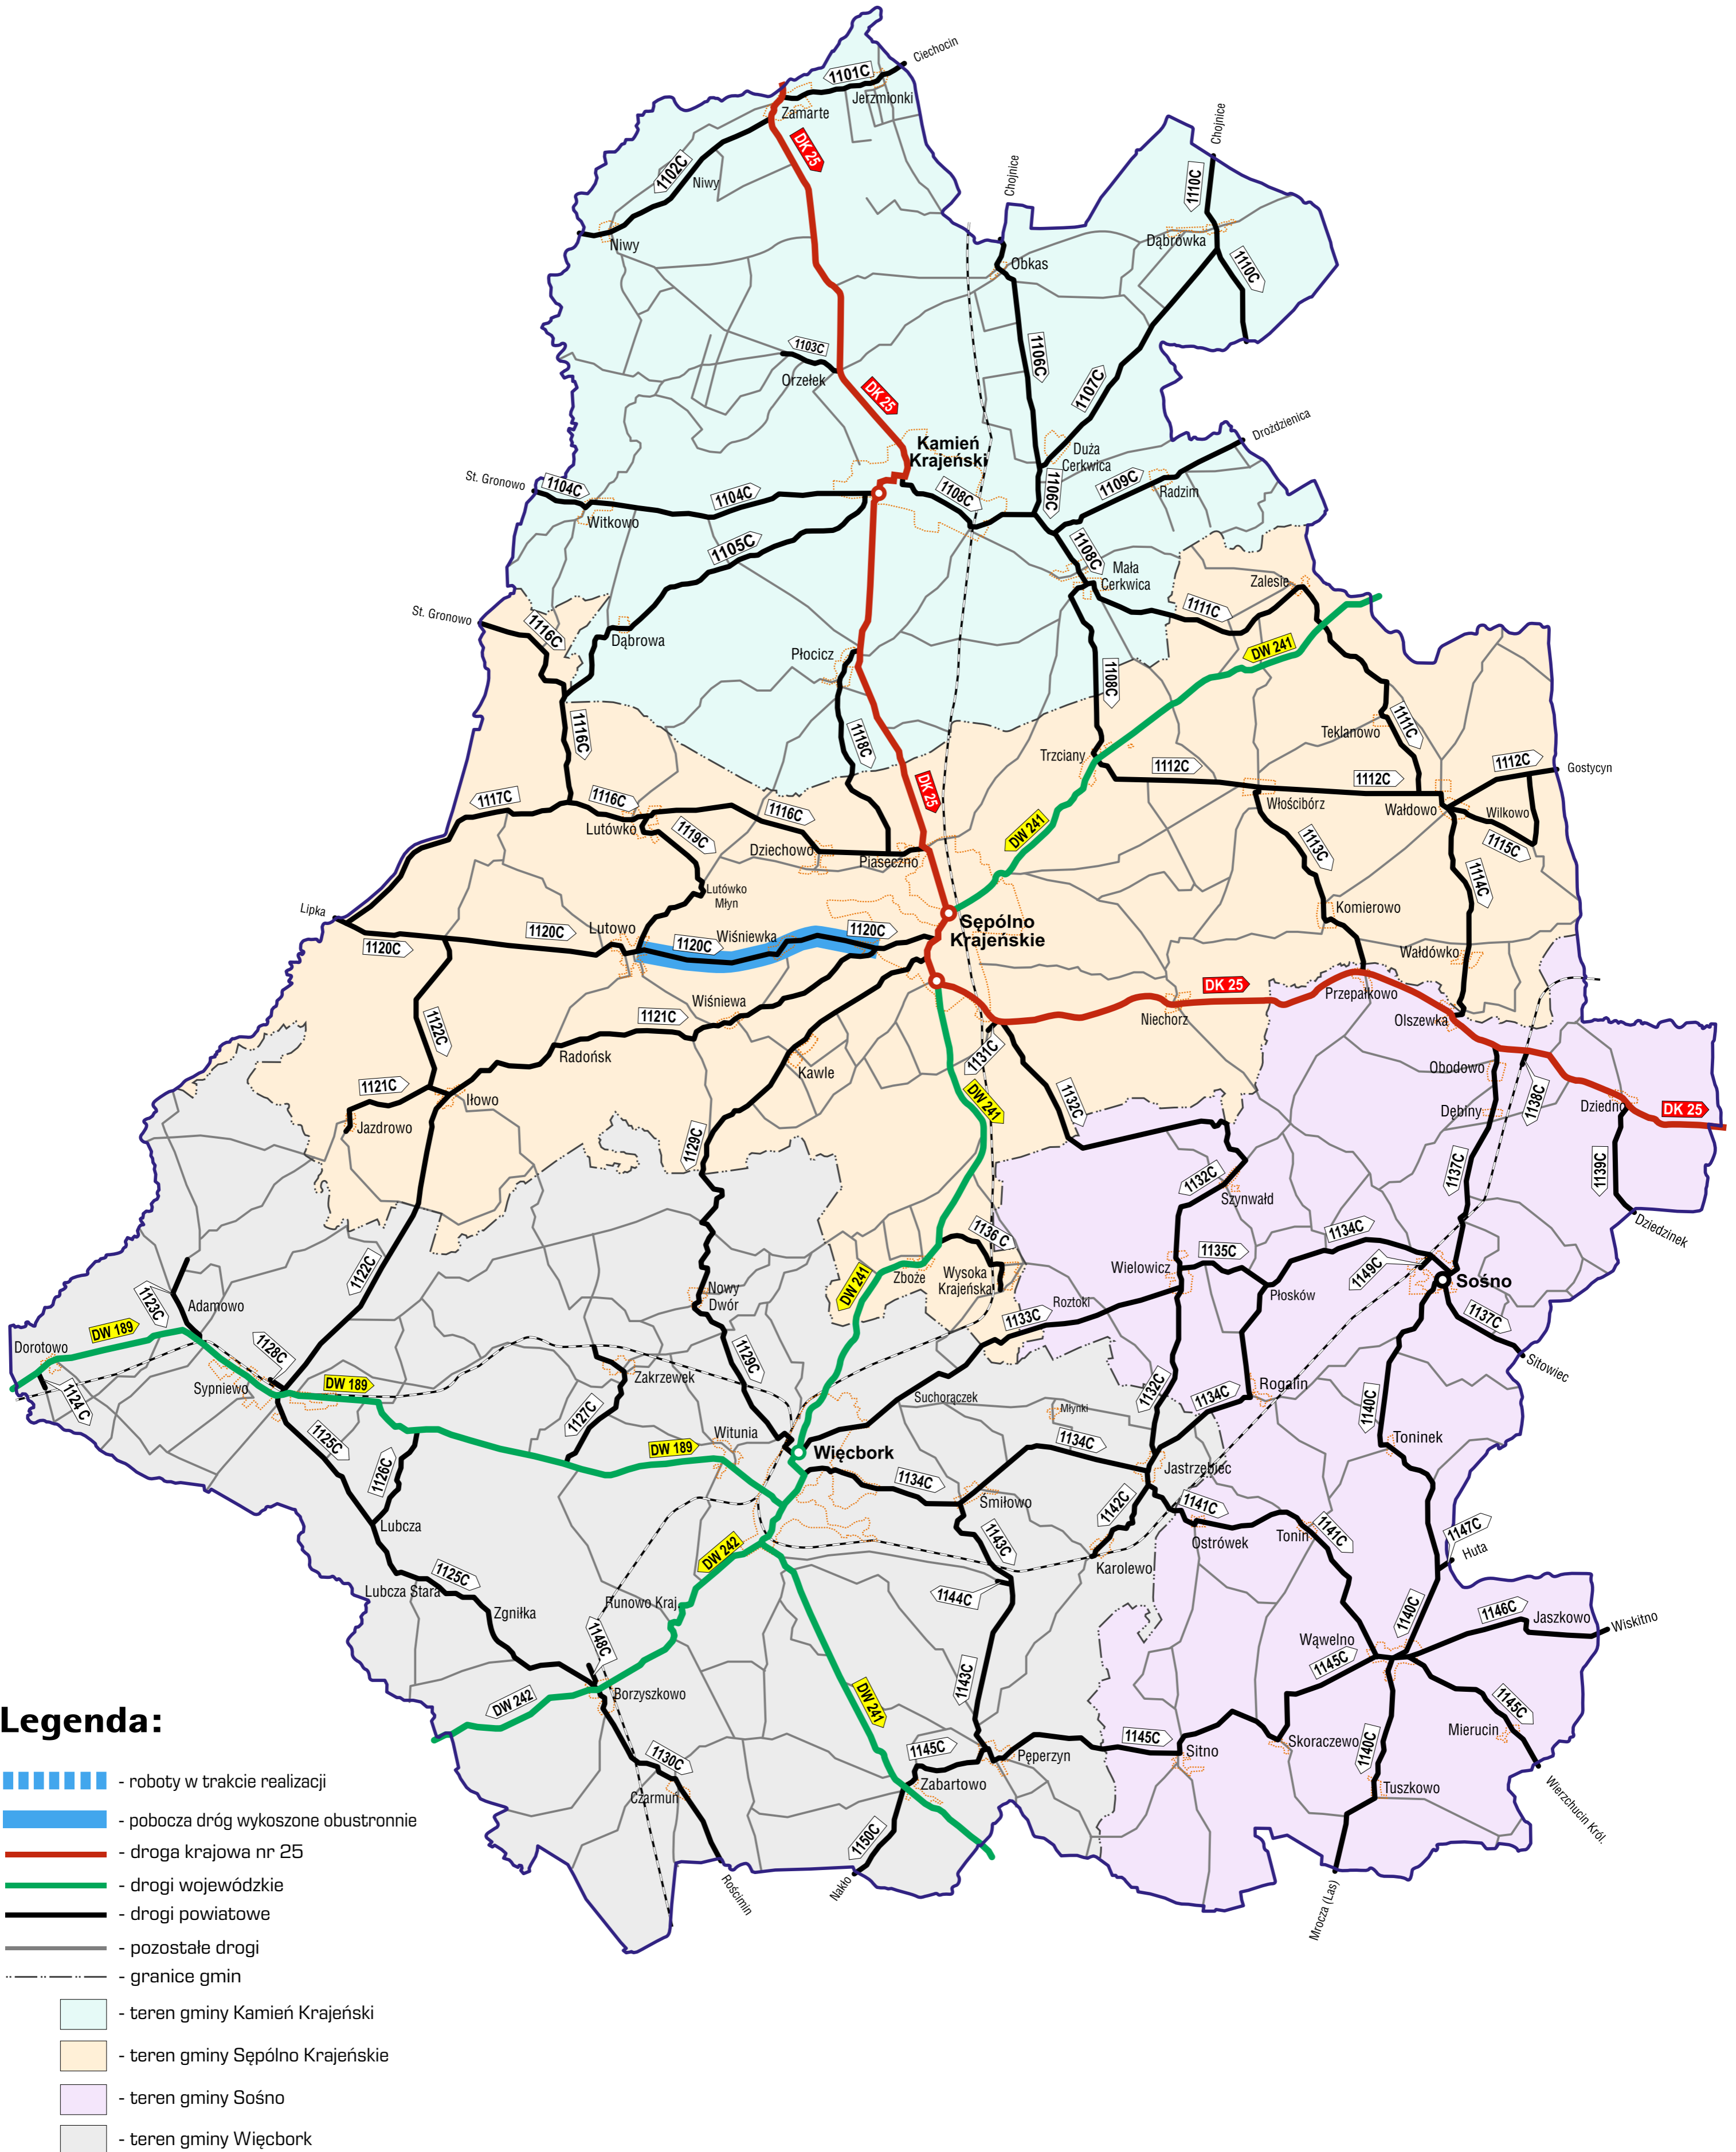 Ciechocin
1101C
Jerzmionki
Zamarte
DK 25
1102C
Niwy
Niwy
Chojnice
Chojnice
1110C
Dąbrówka
1110C
Obkas
1103C
Orzełek
1106C
1107C
DK 25
Kamień
Krajeński
Duża
Cerkwica
Drożdzienica
St. Gronowo
1104C
1104C
Witkowo
1108C
1106C
1109C
Radzim
1105C
1108C
Mała
Cerkwica
Zalesie
St. Gronowo
1116C
Dąbrowa
1111C
DW 241
Płocicz
1108C
1116C
1118C
Teklanowo
1111C
Trzciany
1112C
1112C
1112C
Gostycyn
DK 25
1117C
1116C
1116C
Włościbórz
Wałdowo
Wilkowo
Lutówko
1119C
Dziechowo
Piaseczno
DW 241
1113C
1115C
1114C
Lutówko
Młyn
Lipka
Komierowo
1120C
1120C
Lutowo
1120C
Wiśniewka
1120C
Sępólno
Krajeńskie
Wałdówko
Wiśniewa
DK 25
Przepałkowo
Niechorz
Olszewka
1122C
1121C
Radońsk
1131C
Kawle
Obodowo
1138C
1121C
Iłowo
DW 241
1132C
Dębiny
Dziedno
DK 25
Jazdrowo
1129C
1137C
1139C
1132C
Szynwałd
Dziedzinek
1136 C
1134C
1122C
Zboże
Wysoka
Krajeńska
Wielowicz
1135C
1149C
Sośno
DW 241
Nowy
Dwór
Roztoki
Płosków
1123C
Adamowo
1133C
1137C
DW 189
Dorotowo
1128C
1129C
Sitowiec
1124 C
Sypniewo
DW 189
Zakrzewek
Suchorączek
1132C
1134C
Rogalin
1127C
Młynki
1140C
1125C
Witunia
DW 189
Więcbork
1134C
Toninek
1126C
1134C
Jastrzębiec
Śmiłowo
1142C
1141C
Lubcza
1143C
Ostrówek
Tonin
1141C
1147C
Huta
DW 242
Karolewo
Lubcza Stara
1125C
1144C
Runowo Kraj.
Zgniłka
1140C
1146C
Jaszkowo
Wiskitno
1148C
Wąwelno
1145C
1143C
Borzyszkowo
DW 242
DW 241
1145C
Mierucin
1145C
1145C
Pęperzyn
Sitno
Skoraczewo
1140C
1130C
Zabartowo
Tuszkowo
Czarmuń
Wierzchucin Król.
1150C
Nakło
Rościmin
Mrocza (Las)
Legenda:
- roboty w trakcie realizacji
- pobocza dróg wykoszone obustronnie
- droga krajowa nr 25
- drogi wojewódzkie
- drogi powiatowe
- pozostałe drogi
- granice gmin
- teren gminy Kamień Krajeński
- teren gminy Sępólno Krajeńskie
- teren gminy Sośno
- teren gminy Więcbork